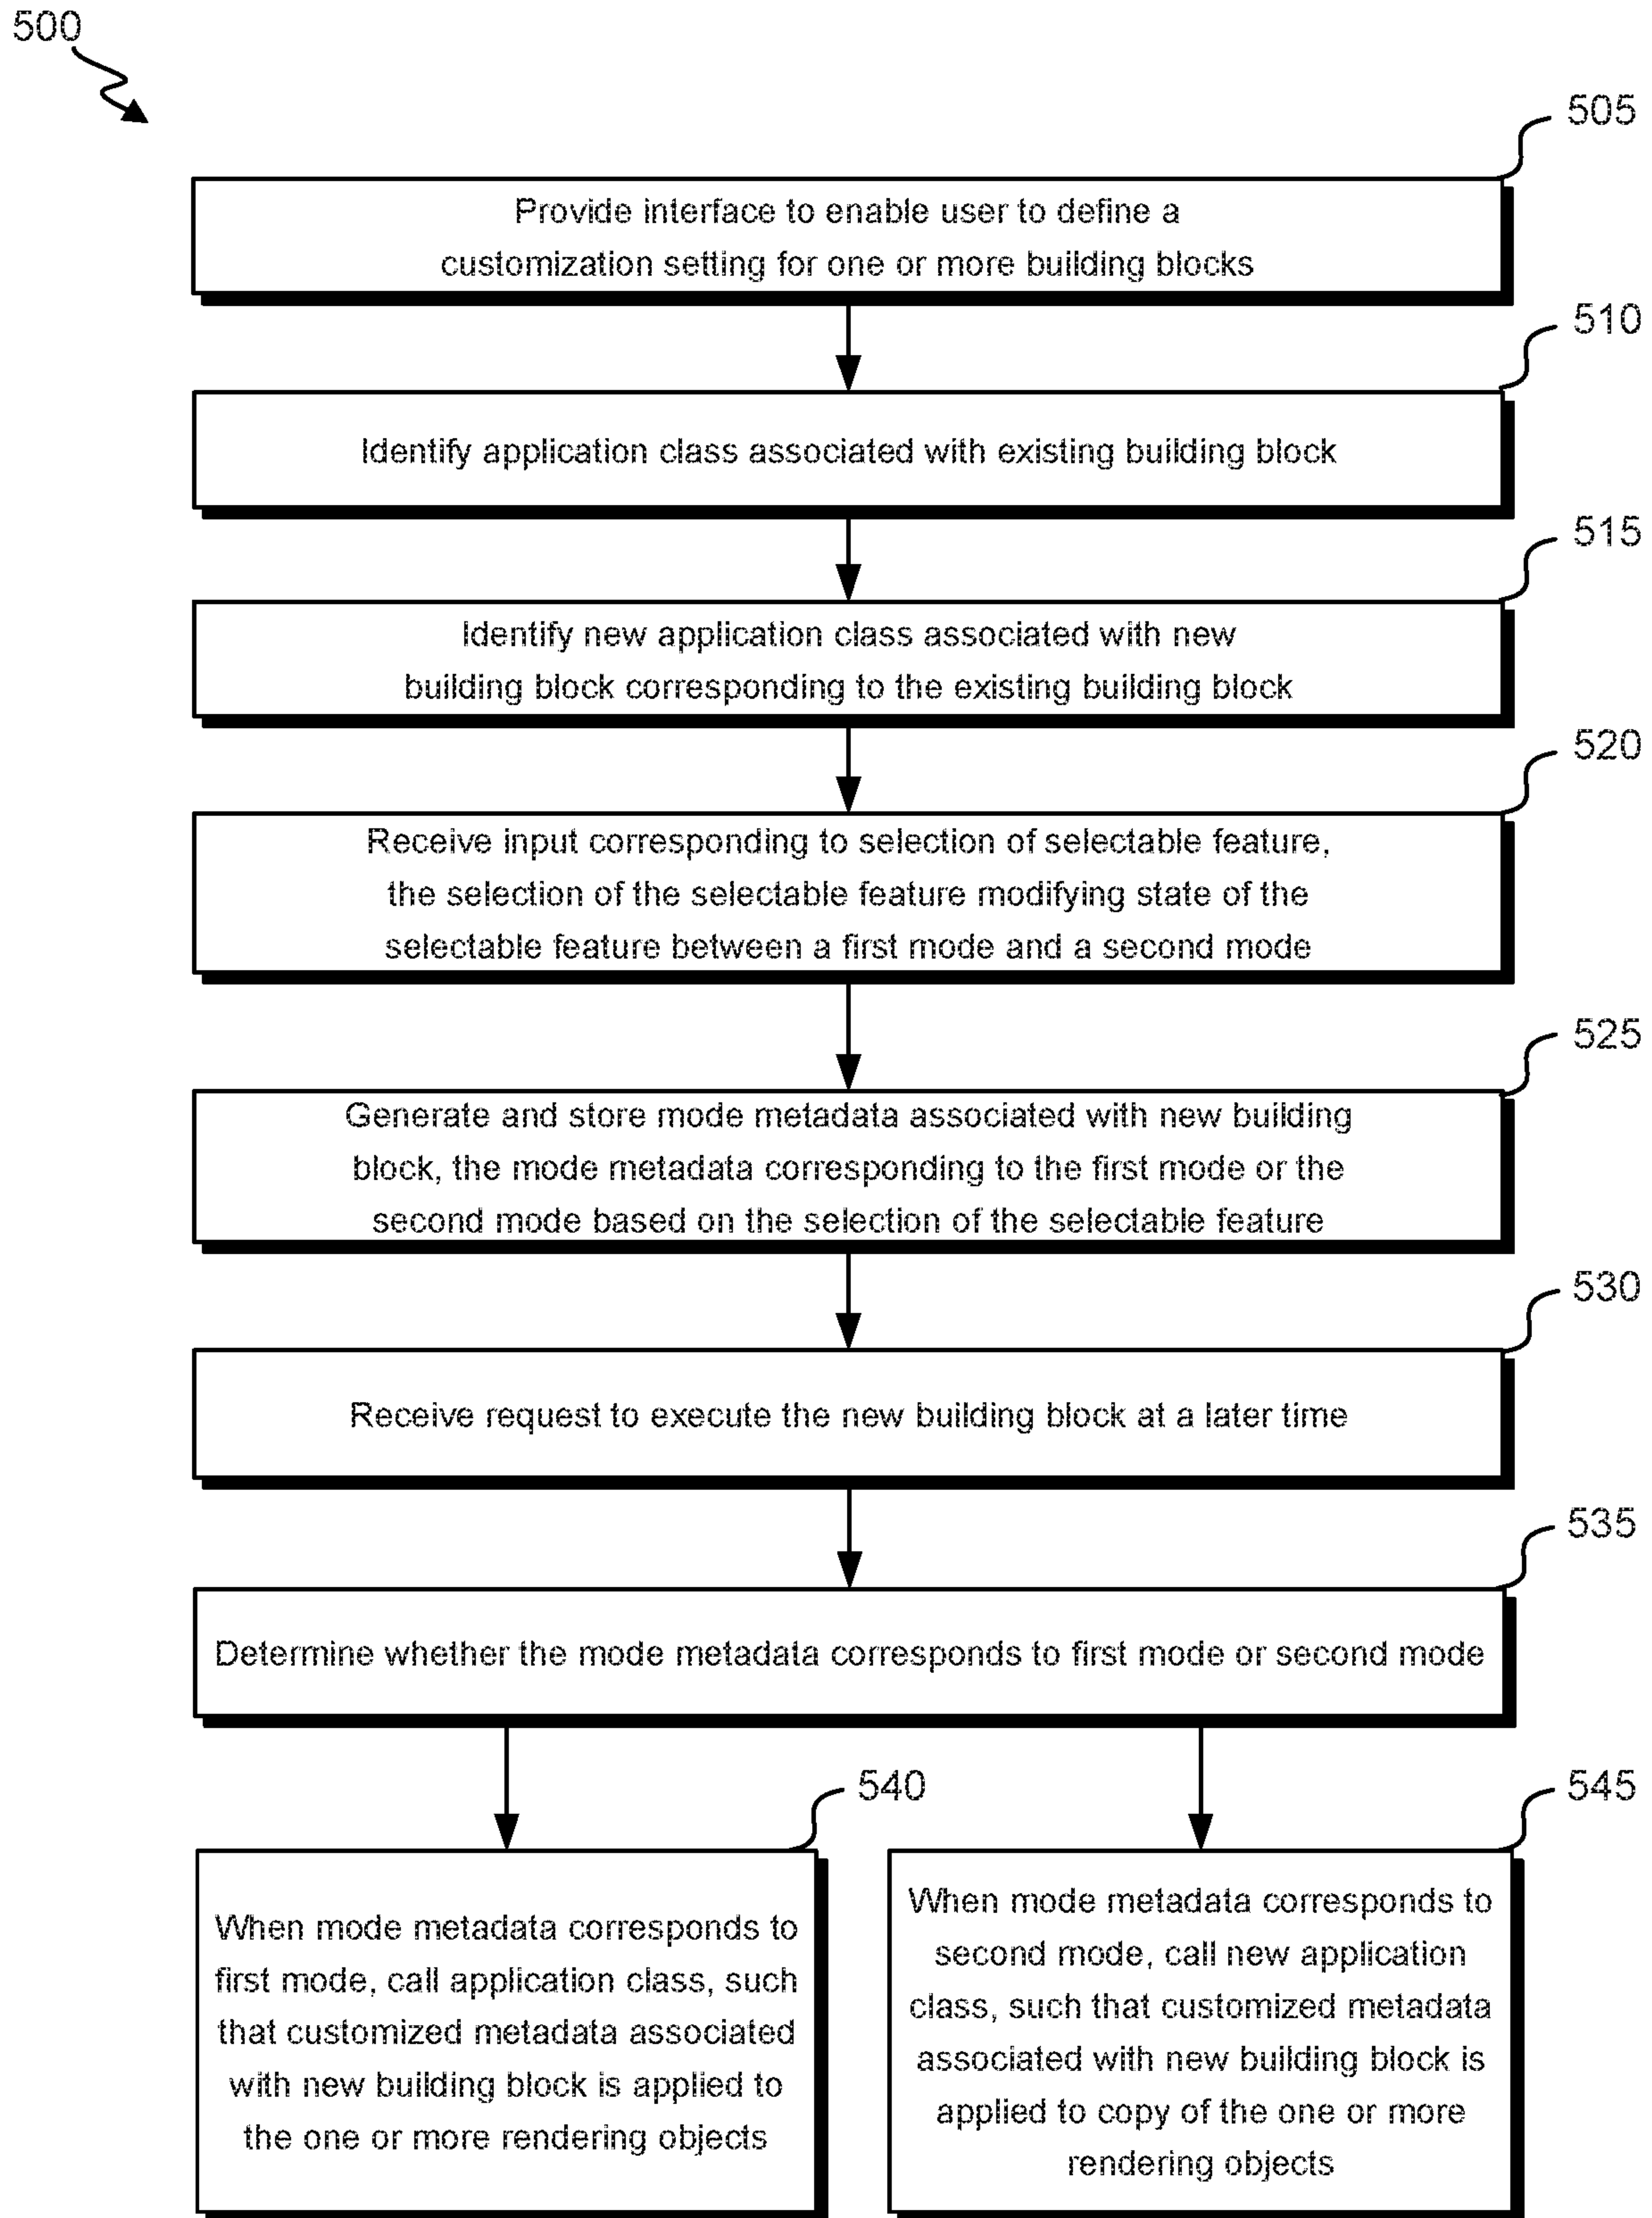 500
505
Provide interface to enable user to define a
customization setting for one or more building blocks
510
Identify application class associated with existing building block
515
Identify new application class associated with new
building block corresponding to the existing building block
520
Receive input corresponding to selection of selectable feature,
the selection of the selectable feature modifying state of the
selectable feature between a first mode and a second mode
525
Generate and store mode metadata associated with new building
block, the mode metadata corresponding to the first mode or the
second mode based on the selection of the selectable feature
530
Receive request to execute the new building block at a later time
535
Determine whether the mode metadata corresponds to first mode or second mode
540
When mode metadata corresponds to
first mode, call application class, such
that customized metadata associated
with new building block is applied to
the one or more rendering objects
545
When mode metadata corresponds to
second mode, call new application
class, such that customized metadata
associated with new building block is
applied to copy of the one or more
rendering objects